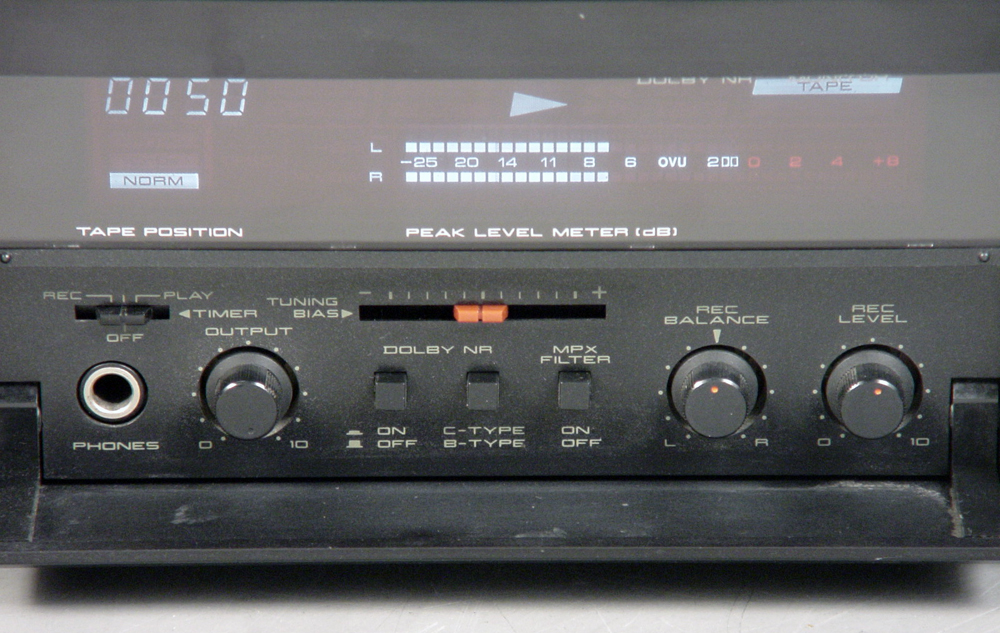 0050
DOLBY NR
TAPE
L
-25 20 14 11 8 6 OVU 2 0 2 4 +8
R
NORM
TAPE POSITION
PEAK LEVEL METER (dB)
REC PLAY
TIMER
OFF
TUNING
BIAS
- +
OUTPUT
0 10
PHONES
DOLBY NR
ON
OFF
C-TYPE
B-TYPE
MPX
FILTER
ON
OFF
REC
BALANCE
L R
REC
LEVEL
0 10